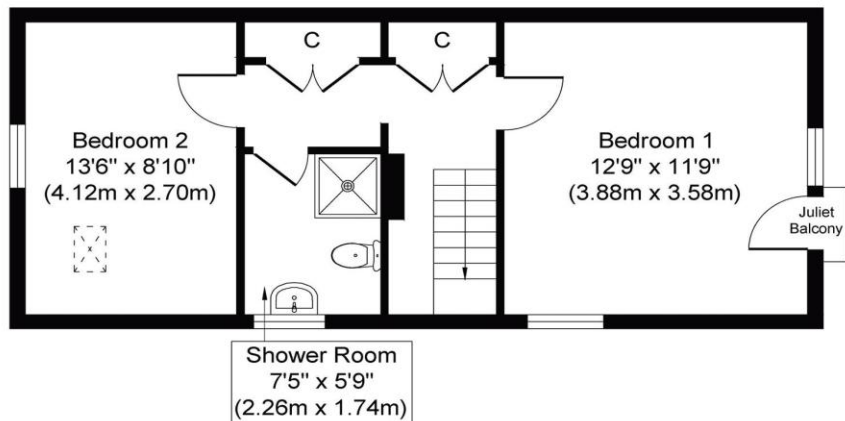 C
C
Bedroom 2
13'6" x 8'10"
(4.12m x 2.70m)
Bedroom 1
12'9" x 11'9"
(3.88m x 3.58m)
Juliet
Balcony
Shower Room
7'5" x 5'9"
(2.26m x 1.74m)